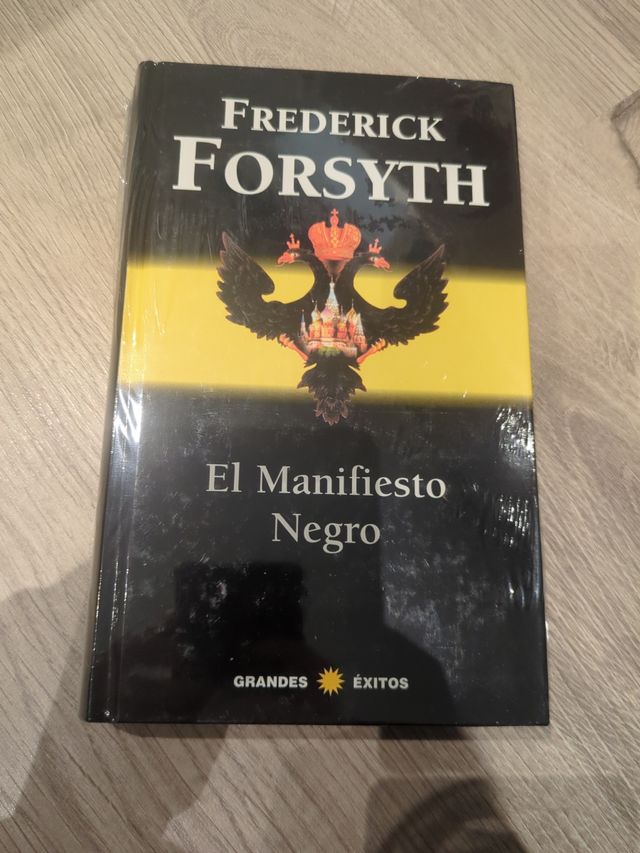 FREDERICK
FORSYTH
El Manifiesto
Negro
GRANDES ÉXITOS